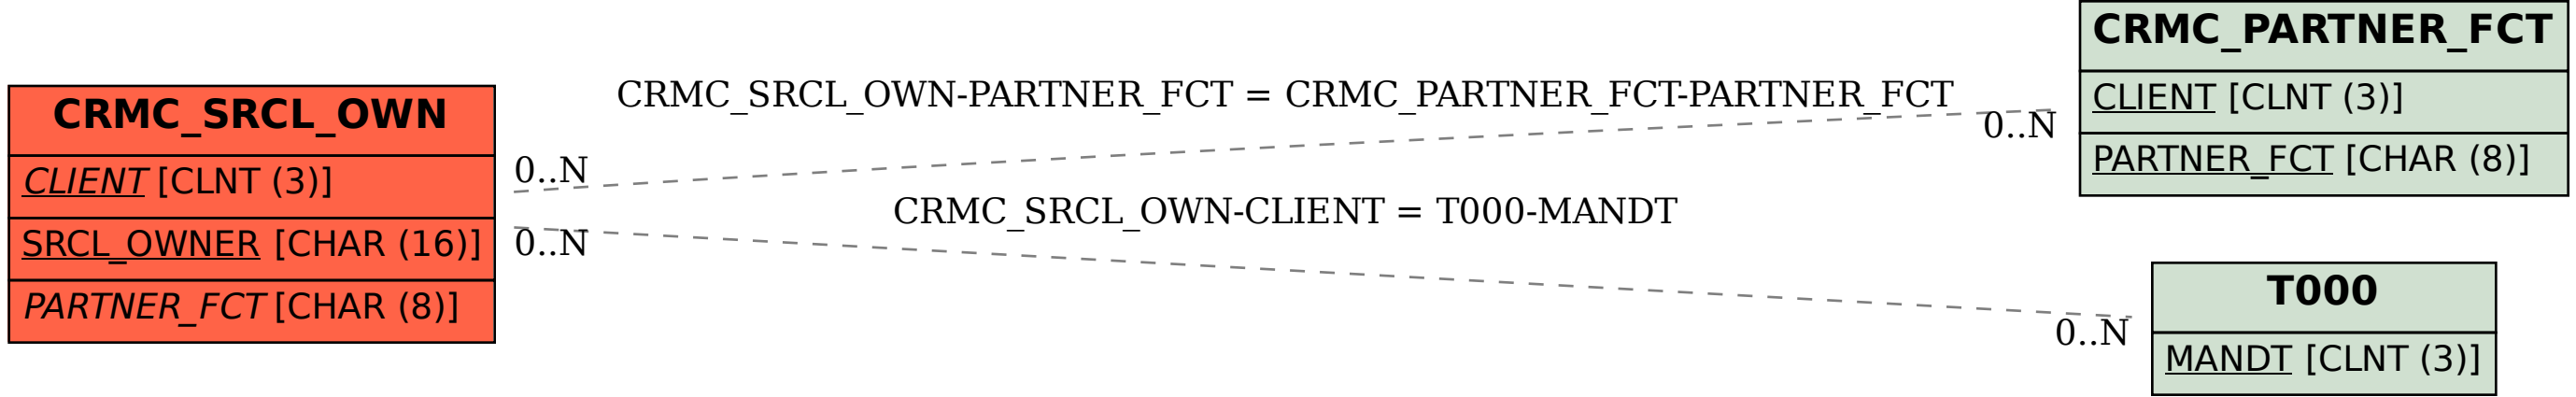 CRMC_SRCL_OWN
CLIENT [CLNT (3)]
SRCL_OWNER [CHAR (16)]
PARTNER_FCT [CHAR (8)]
CRMC_SRCL_OWN-PARTNER_FCT = CRMC_PARTNER_FCT-PARTNER_FCT
0..N
0..N
CRMC_SRCL_OWN-CLIENT = T000-MANDT
0..N
0..N
CRMC_PARTNER_FCT
CLIENT [CLNT (3)]
PARTNER_FCT [CHAR (8)]
T000
MANDT [CLNT (3)]